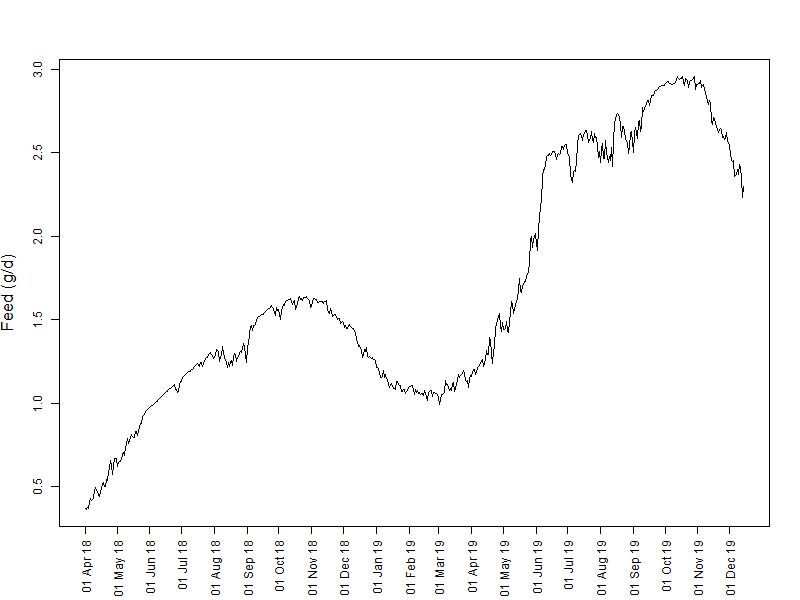 Feed (g/d)
3.0
2.5
2.0
1.5
1.0
0.5
01 Apr 18
01 May 18
01 Jun 18
01 Jul 18
01 Aug 18
01 Sep 18
01 Oct 18
01 Nov 18
01 Dec 18
01 Jan 19
01 Feb 19
01 Mar 19
01 Apr 19
01 May 19
01 Jun 19
01 Jul 19
01 Aug 19
01 Sep 19
01 Oct 19
01 Nov 19
01 Dec 19